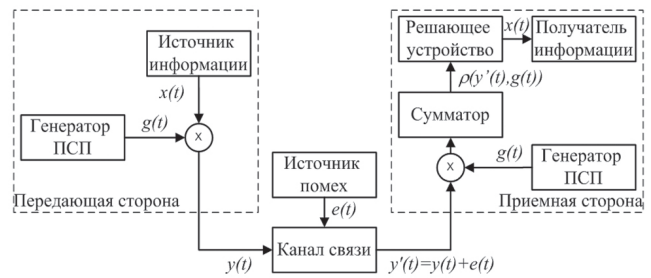 Источник
информации
x(t)
Генератор
ПСП
g(t)
x
Передающая сторона
y(t)
Источник
помех
e(t)
Канал связи
y'(t)=y(t)+e(t)
Решающее
устройство
x(t)
Получатель
информации
ρ(y'(t),g(t))
Сумматор
x
g(t)
Генератор
ПСП
Приемная сторона